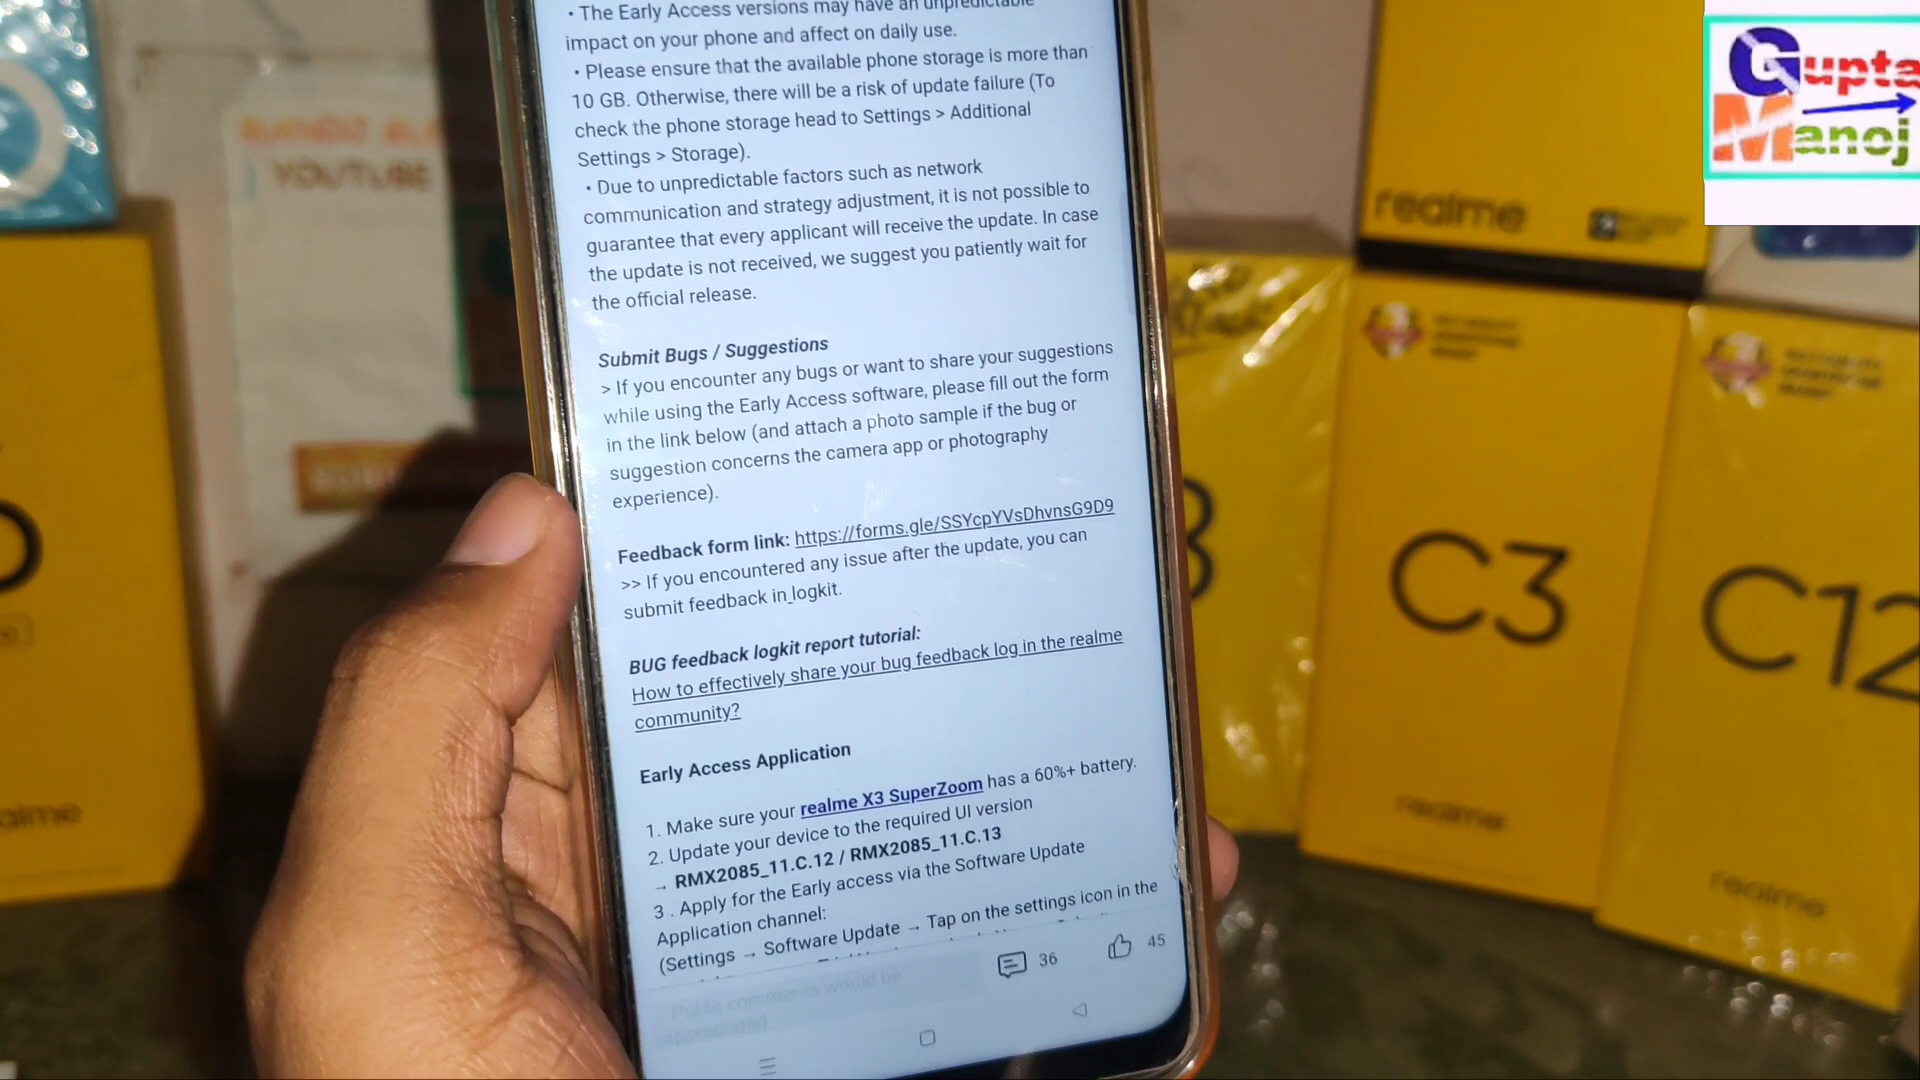 • The Early Access versions may have an unpredictable
impact on your phone and affect on daily use.
• Please ensure that the available phone storage is more than
10 GB. Otherwise, there will be a risk of update failure (To
check the phone storage head to Settings > Additional
Settings > Storage).
• Due to unpredictable factors such as network
communication and strategy adjustment, it is not possible to
guarantee that every applicant will receive the update. In case
the update is not received, we suggest you patiently wait for
the official release.
Submit Bugs / Suggestions
> If you encounter any bugs or want to share your suggestions
while using the Early Access software, please fill out the form
in the link below (and attach a photo sample if the bug or
suggestion concerns the camera app or photography
experience).
Feedback form link: https://forms.gle/SSYcpYVsDhvnsG9D9
>> If you encountered any issue after the update, you can
submit feedback in logkit.
BUG feedback logkit report tutorial:
How to effectively share your bug feedback log in the realme
community?
Early Access Application
1. Make sure your realme X3 SuperZoom has a 60%+ battery.
2. Update your device to the required UI version
→ RMX2085_11.C.12 / RMX2085_11.C.13
3 . Apply for the Early access via the Software Update
Application channel:
(Settings → Software Update → Tap on the settings icon in the
Polite comments would be
appreciated
36
45
Gupta
Manoj
YOUTUBE
realme
C3
realme
C12
realme